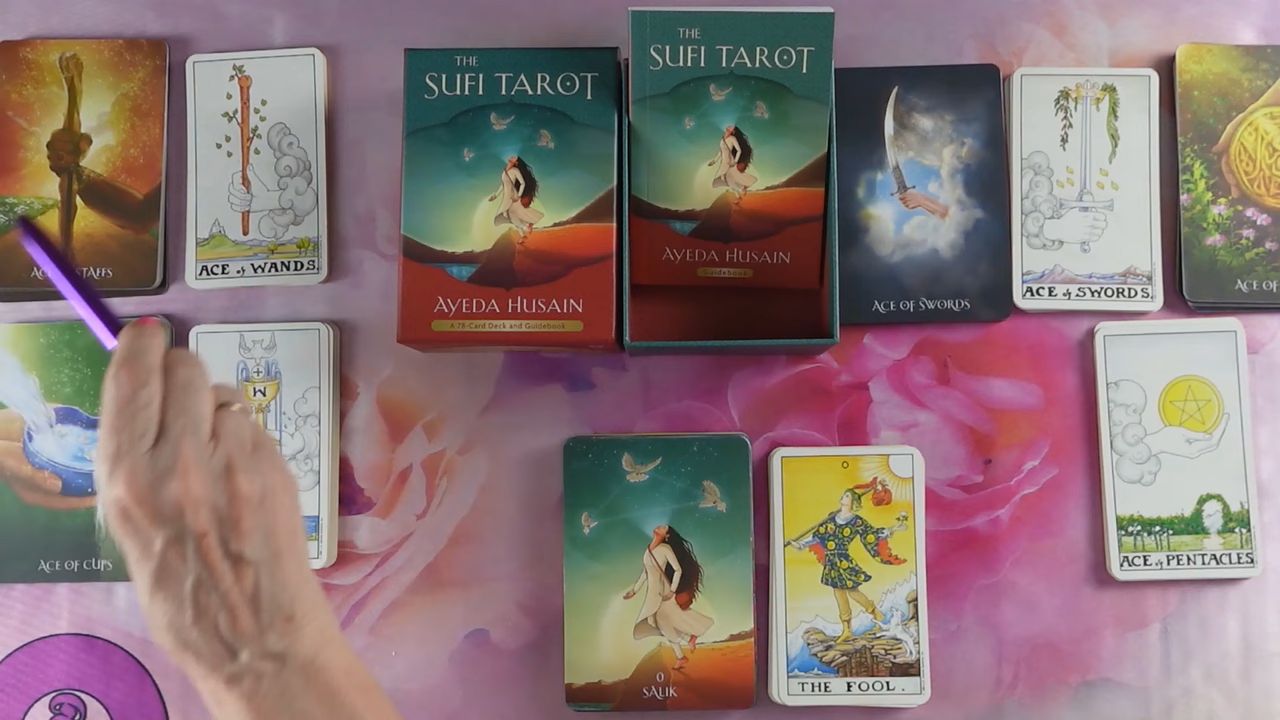 ACE of STAFFS
ACE of WANDS.
THE
SUFI TAROT
AYEDA HUSAIN
A 78-Card Deck and Guidebook
THE
SUFI TAROT
AYEDA HUSAIN
Guidebook
ACE OF SWORDS
ACE of SWORDS.
ACE OF
ACE OF CUPS
0
SALIK
0
THE FOOL.
ACE of PENTACLES